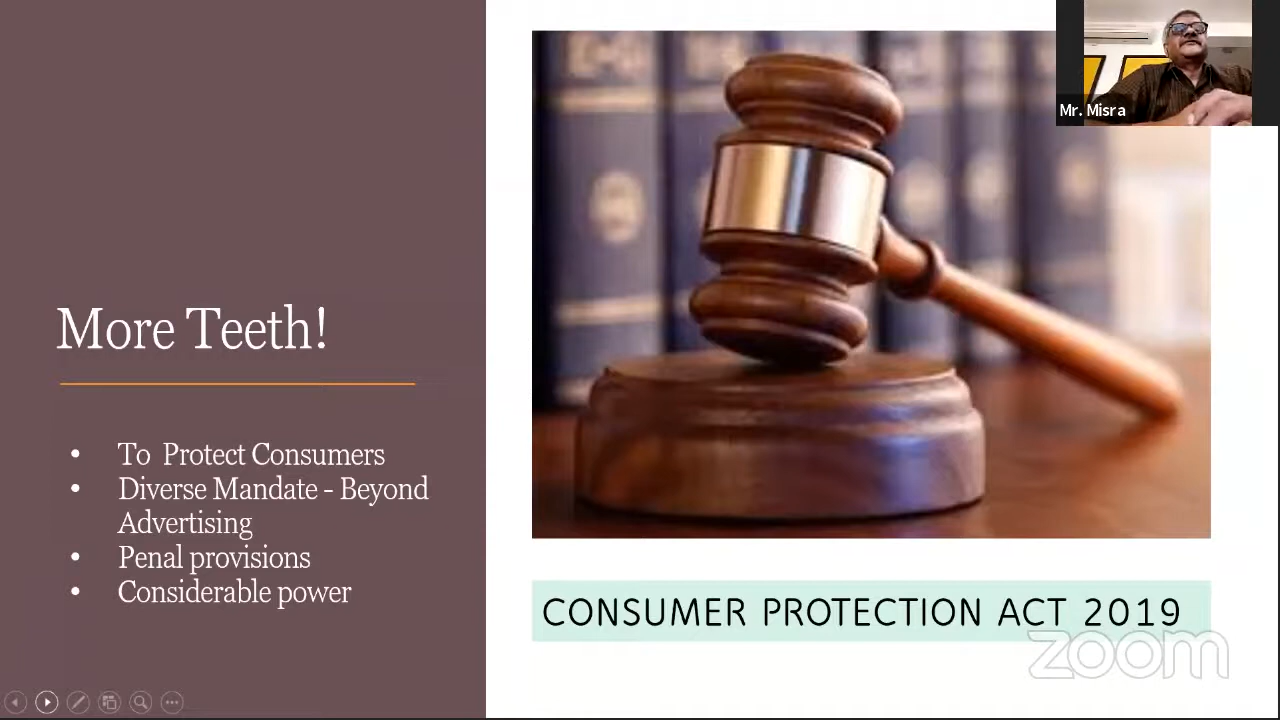 More Teeth!
• To Protect Consumers
• Diverse Mandate - Beyond
Advertising
• Penal provisions
• Considerable power
CONSUMER PROTECTION ACT 2019
Mr. Misra
zoom